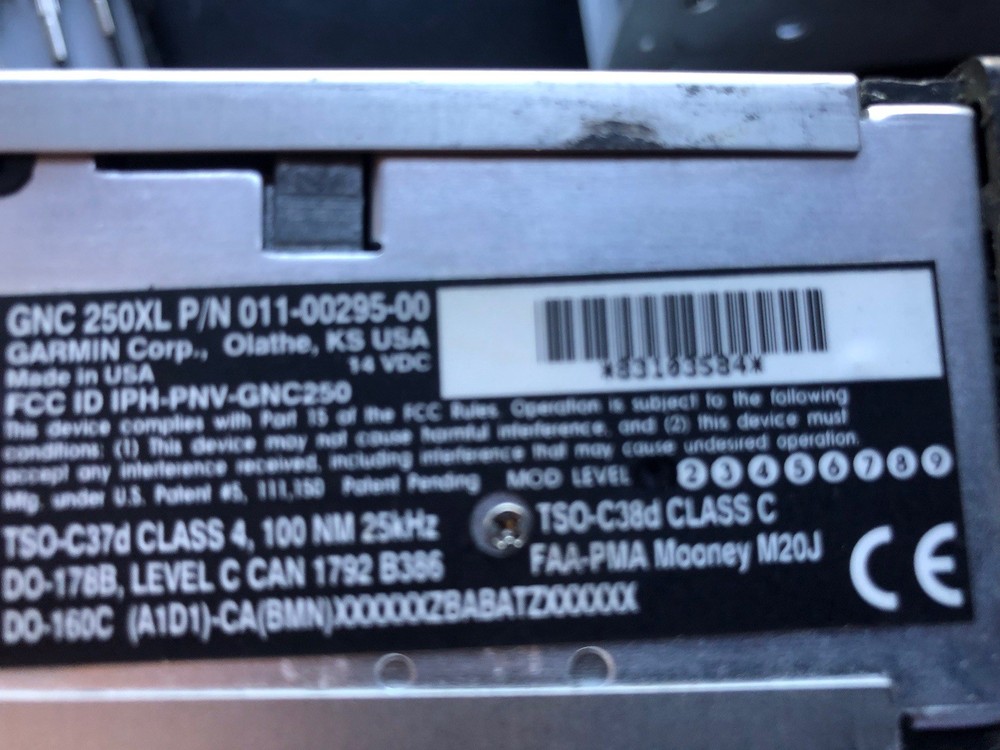 GNC 250XL P/N 011-00295-00
GARMIN Corp., Olathe, KS USA
Made in USA 14 VDC
FCC ID IPH-PNV-GNC250
This device complies with Part 15 of the FCC Rules. Operation is subject to the following
conditions: (1) This device may not cause harmful interference, and (2) this device must
accept any interference received, including interference that may cause undesired operation.
Mfg. under U.S. Patent #5, 111,150 Patent Pending MOD LEVEL 2 3 4 5 6 7 8 9
TSO-C37d CLASS 4, 100 NM 25kHz
DO-178B, LEVEL C CAN 1792 B386
DO-160C (A1D1)-CA(BMN)XXXXXXZBABATZXXXXXX
TSO-C38d CLASS C
FAA-PMA Mooney M20J
CE